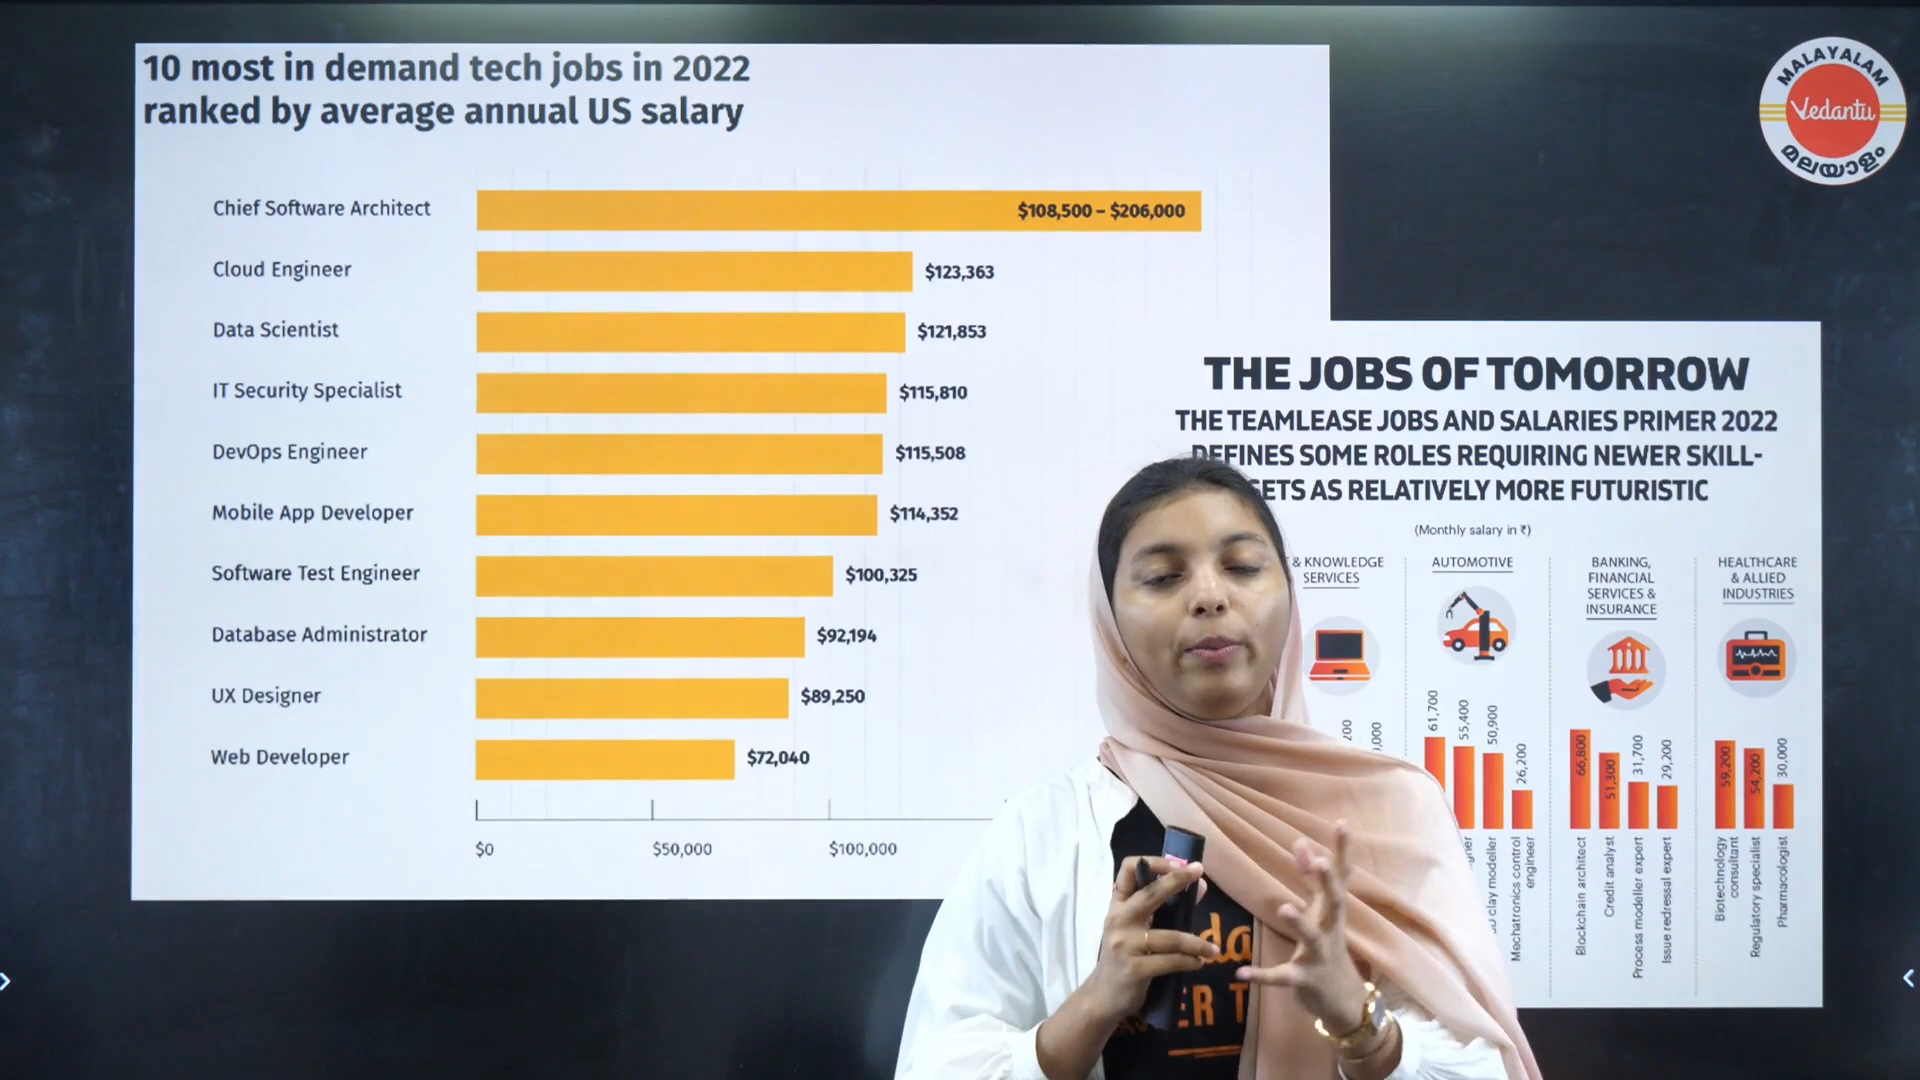 10 most in demand tech jobs in 2022
ranked by average annual US salary
Chief Software Architect
$108,500 – $206,000
Cloud Engineer
$123,363
Data Scientist
$121,853
IT Security Specialist
$115,810
DevOps Engineer
$115,508
Mobile App Developer
$114,352
Software Test Engineer
$100,325
Database Administrator
$92,194
UX Designer
$89,250
Web Developer
$72,040
$0
$50,000
$100,000
MALAYALAM
Vedantu
മലയാളം
THE JOBS OF TOMORROW
THE TEAMLEASE JOBS AND SALARIES PRIMER 2022
DEFINES SOME ROLES REQUIRING NEWER SKILL-
SETS AS RELATIVELY MORE FUTURISTIC
(Monthly salary in ₹)
& KNOWLEDGE
SERVICES
AUTOMOTIVE
61,700
55,400
50,900
26,200
clay modeller
Mechatronics control
engineer
BANKING,
FINANCIAL
SERVICES &
INSURANCE
66,800
51,300
31,700
29,200
Blockchain architect
Credit analyst
Process modeller expert
Issue redressal expert
HEALTHCARE
& ALLIED
INDUSTRIES
59,200
54,200
30,000
Biotechnology
consultant
Regulatory specialist
Pharmacologist